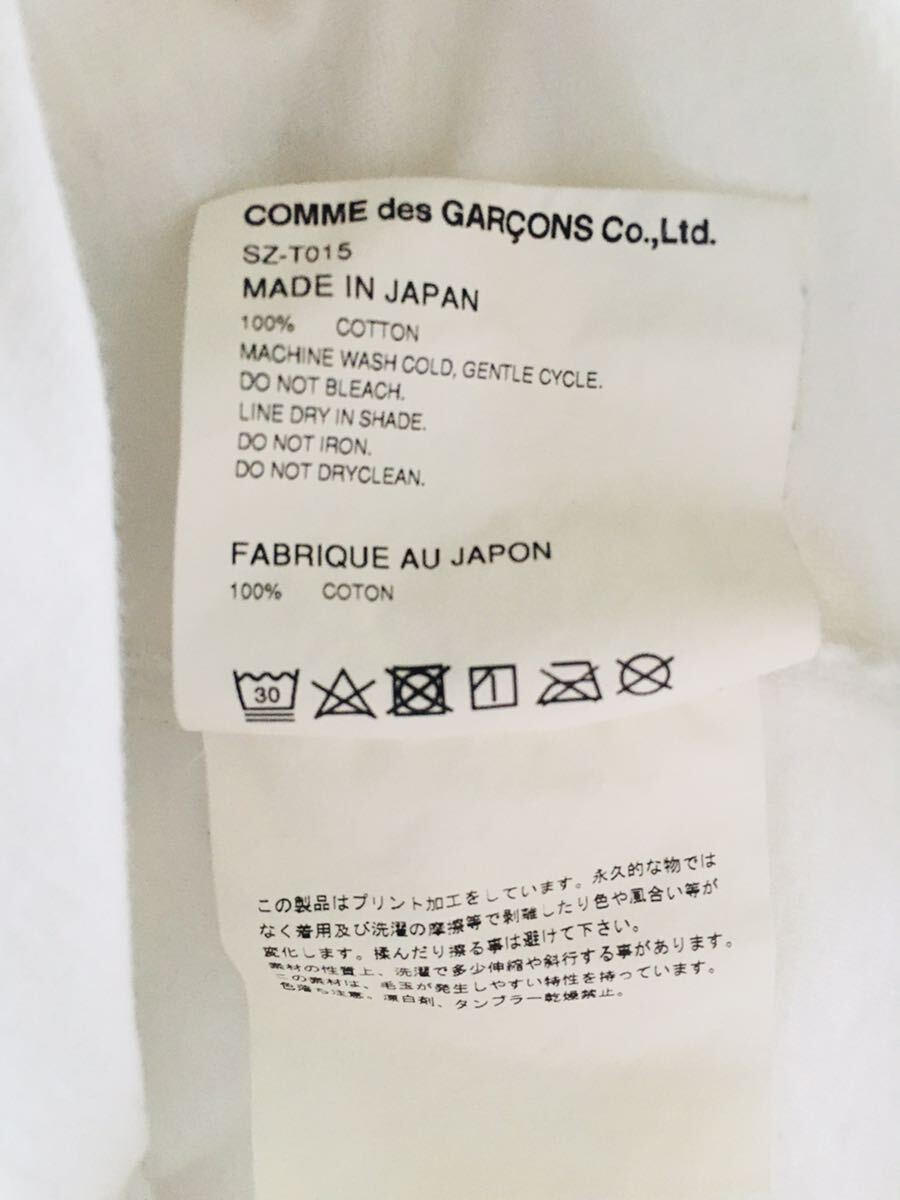 COMME des GARÇONS Co.,Ltd.
SZ-T015
MADE IN JAPAN
100% COTTON
MACHINE WASH COLD, GENTLE CYCLE.
DO NOT BLEACH.
LINE DRY IN SHADE.
DO NOT IRON.
DO NOT DRYCLEAN.
FABRIQUE AU JAPON
100% COTON
30
この製品はプリント加工をしています。永久的な物では
なく着用及び洗濯の摩擦等で剥離したり色や風合い等が
変化します。揉んだり擦る事は避けて下さい。
素材の性質上、洗濯で多少伸縮や斜行する事があります。
この素材は、毛玉が発生しやすい特性を持っています。
色落ち注意。漂白剤、タンブラー乾燥禁止。